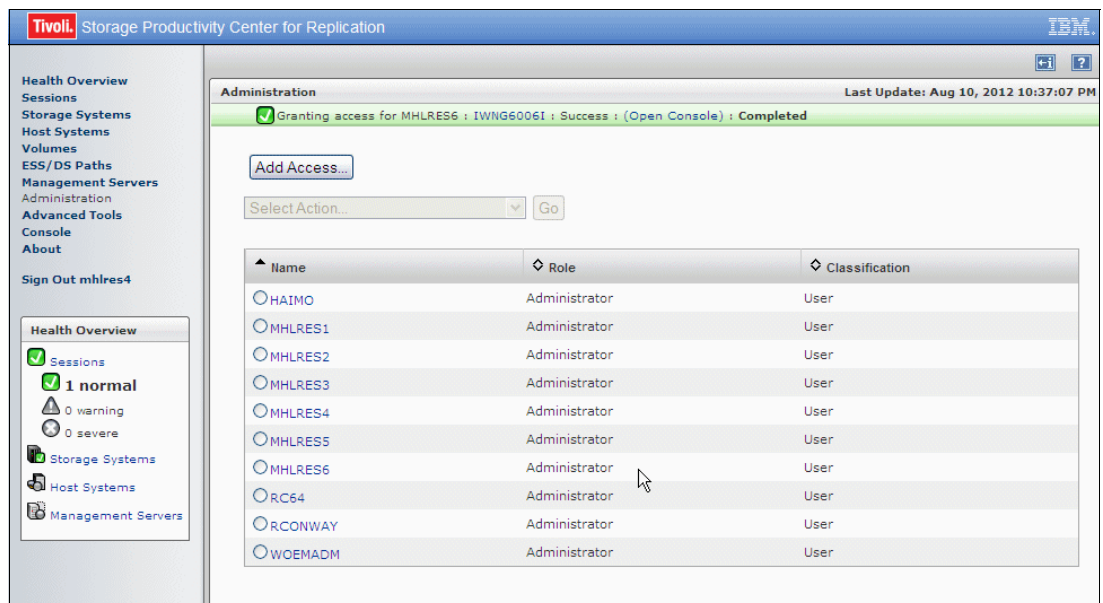 Tivoli. Storage Productivity Center for Replication IBM.
Health Overview
Sessions
Storage Systems
Host Systems
Volumes
ESS/DS Paths
Management Servers
Administration
Advanced Tools
Console
About
Sign Out mhlres4
Health Overview
Sessions
1 normal
0 warning
0 severe
Storage Systems
Host Systems
Management Servers
Administration Last Update: Aug 10, 2012 10:37:07 PM
Granting access for MHLRES6 : IWNG6006I : Success : (Open Console) : Completed
Add Access...
Select Action... Go
Name Role Classification
HAIMO Administrator User
MHLRES1 Administrator User
MHLRES2 Administrator User
MHLRES3 Administrator User
MHLRES4 Administrator User
MHLRES5 Administrator User
MHLRES6 Administrator User
RC64 Administrator User
RCONWAY Administrator User
WOEMADM Administrator User